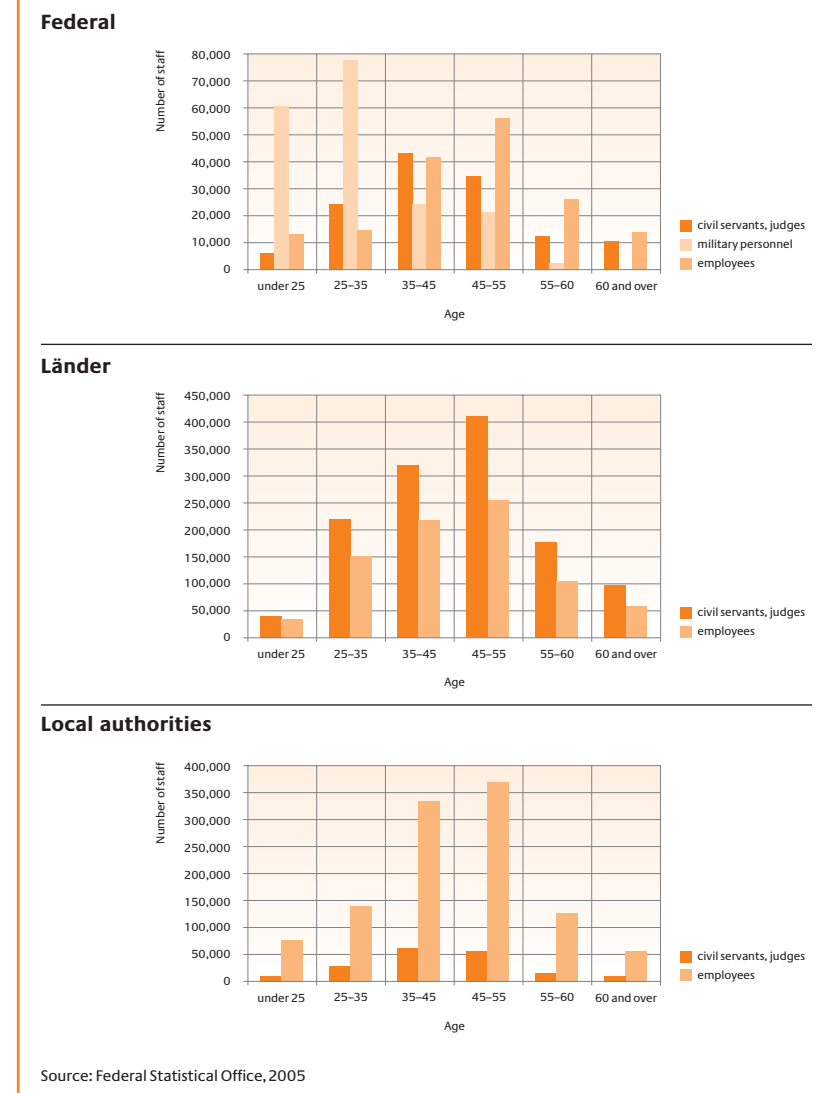 Federal
Number of staff
80,000
70,000
60,000
50,000
40,000
30,000
20,000
10,000
0
under 25 25–35 35–45 45–55 55–60 60 and over
Age
civil servants, judges
military personnel
employees
Länder
Number of staff
450,000
400,000
350,000
300,000
250,000
200,000
150,000
100,000
50,000
0
under 25 25–35 35–45 45–55 55–60 60 and over
Age
civil servants, judges
employees
Local authorities
Number of staff
400,000
350,000
300,000
250,000
200,000
150,000
100,000
50,000
0
under 25 25–35 35–45 45–55 55–60 60 and over
Age
civil servants, judges
employees
Source: Federal Statistical Office, 2005